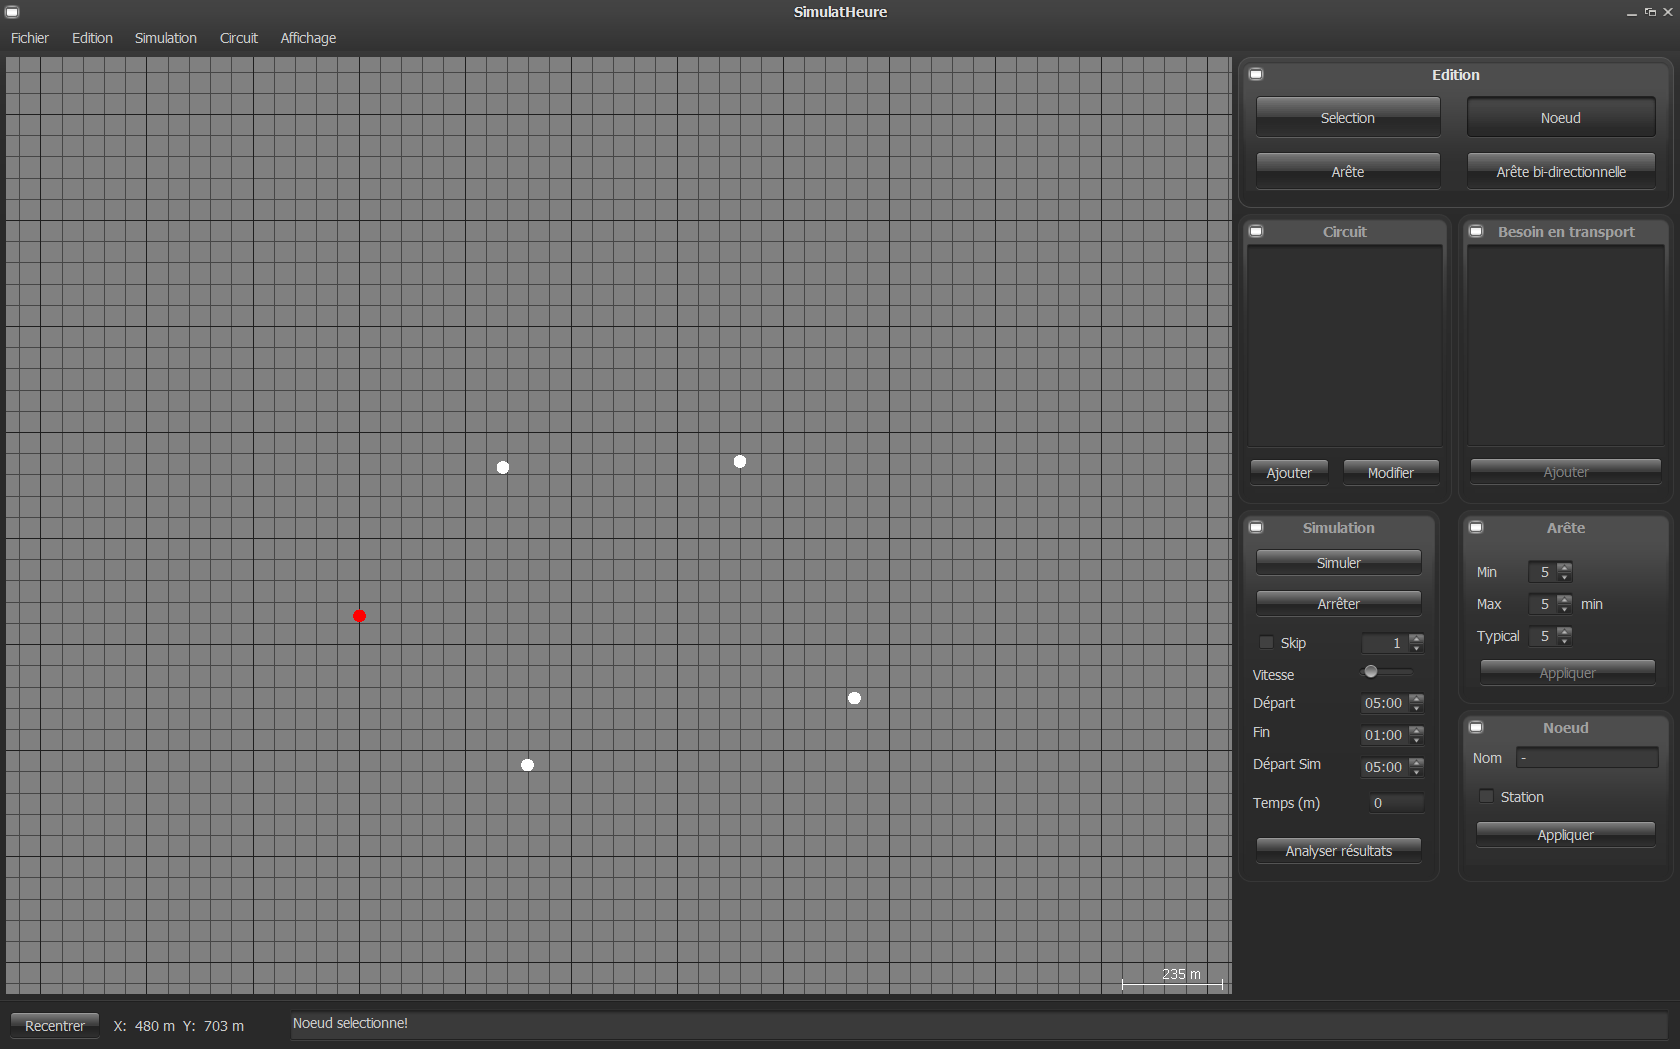 SimulatHeure
Fichier Edition Simulation Circuit Affichage
Edition
Selection Noeud
Arête Arête bi-directionnelle
Circuit
Ajouter Modifier
Besoin en transport
Ajouter
Simulation
Simuler
Arrêter
Skip 1
Vitesse
Départ 05:00
Fin 01:00
Départ Sim 05:00
Temps (m) 0
Analyser résultats
Arête
Min 5
Max 5 min
Typical 5
Appliquer
Noeud
Nom -
Station
Appliquer
235 m
Recentrer X: 480 m Y: 703 m Noeud selectionne!